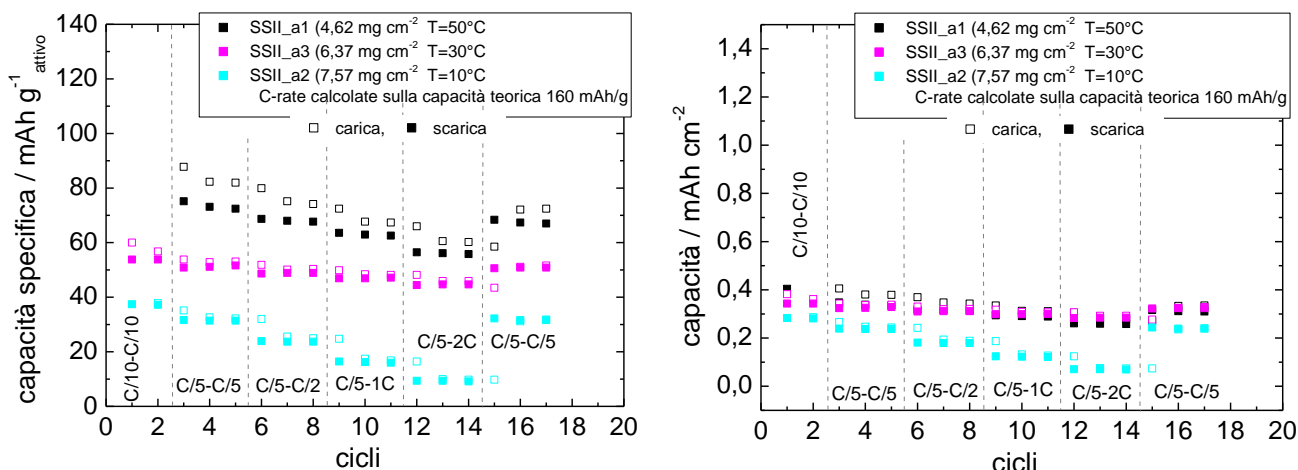 SSII_a1 (4,62 mg cm⁻² T=50°C
SSII_a3 (6,37 mg cm⁻² T=30°C
SSII_a2 (7,57 mg cm⁻² T=10°C
C-rate calcolate sulla capacità teorica 160 mAh/g
carica, scarica
capacità specifica / mAh g⁻¹ attivo
140
120
100
80
60
40
20
0
C/10-C/10
C/5-C/5
C/5-C/2
C/5-1C
C/5-2C
C/5-C/5
0 2 4 6 8 10 12 14 16 18 20
cicli
SSII_a1 (4,62 mg cm⁻² T=50°C
SSII_a3 (6,37 mg cm⁻² T=30°C
SSII_a2 (7,57 mg cm⁻² T=10°C
C-rate calcolate sulla capacità teorica 160 mAh/g
carica, scarica
capacità / mAh cm⁻²
1,4
1,2
1,0
0,8
0,6
0,4
0,2
0,0
C/10-C/10
C/5-C/5
C/5-C/2
C/5-1C
C/5-2C
C/5-C/5
0 2 4 6 8 10 12 14 16 18 20
cicli